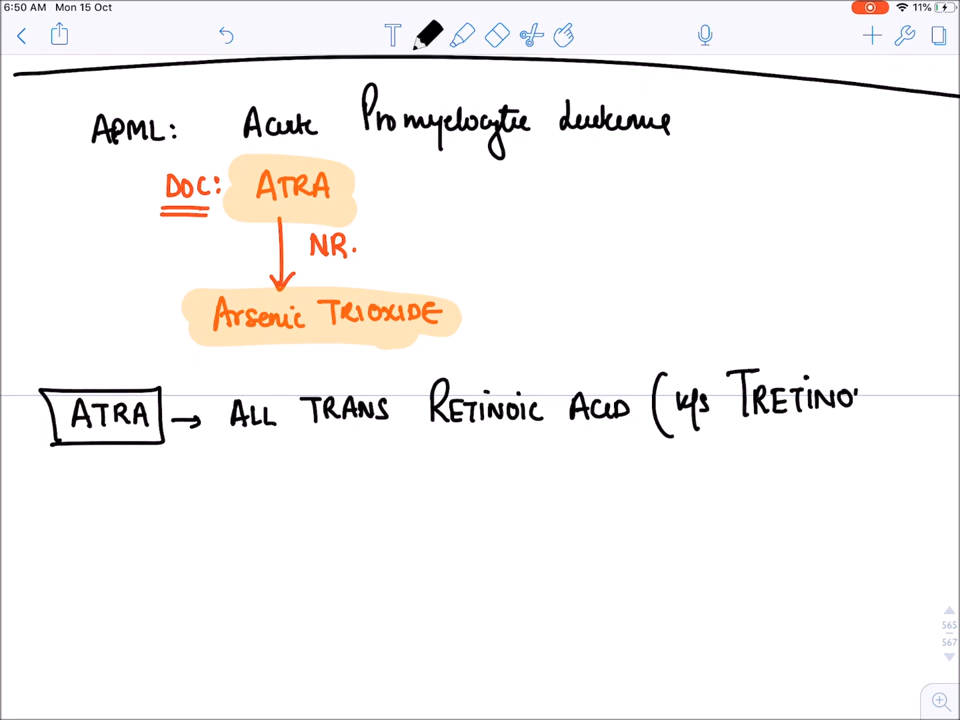 6:50 AM Mon 15 Oct 11%
T
APML: Acute Promyelocytic Leukemia
DOC: ATRA
NR.
Arsenic TRIOXIDE
ATRA → ALL TRANS RETINOIC ACID (k/s TRETINO
565
567